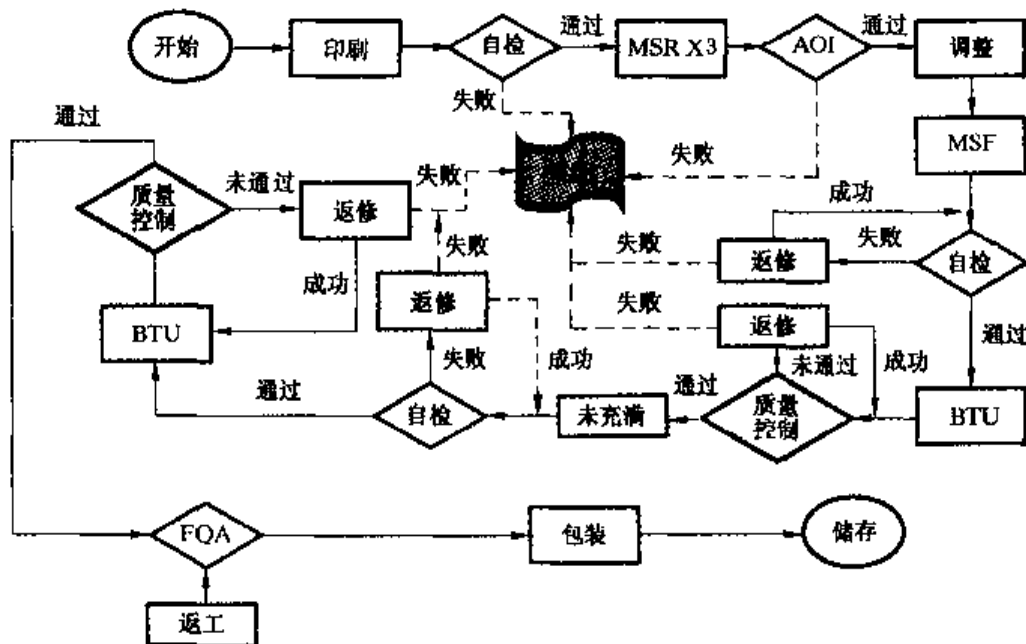 开始
印刷
自检
通过
MSR X³
AOI
通过
调整
失败
失败
MSF
通过
质量
控制
未通过
返修
失败
成功
失败
返修
失败
自检
成功
失败
返修
失败
返修
通过
BTU
失败
成功
未通过
成功
通过
自检
未充满
通过
质量
控制
BTU
FQA
包装
储存
返工